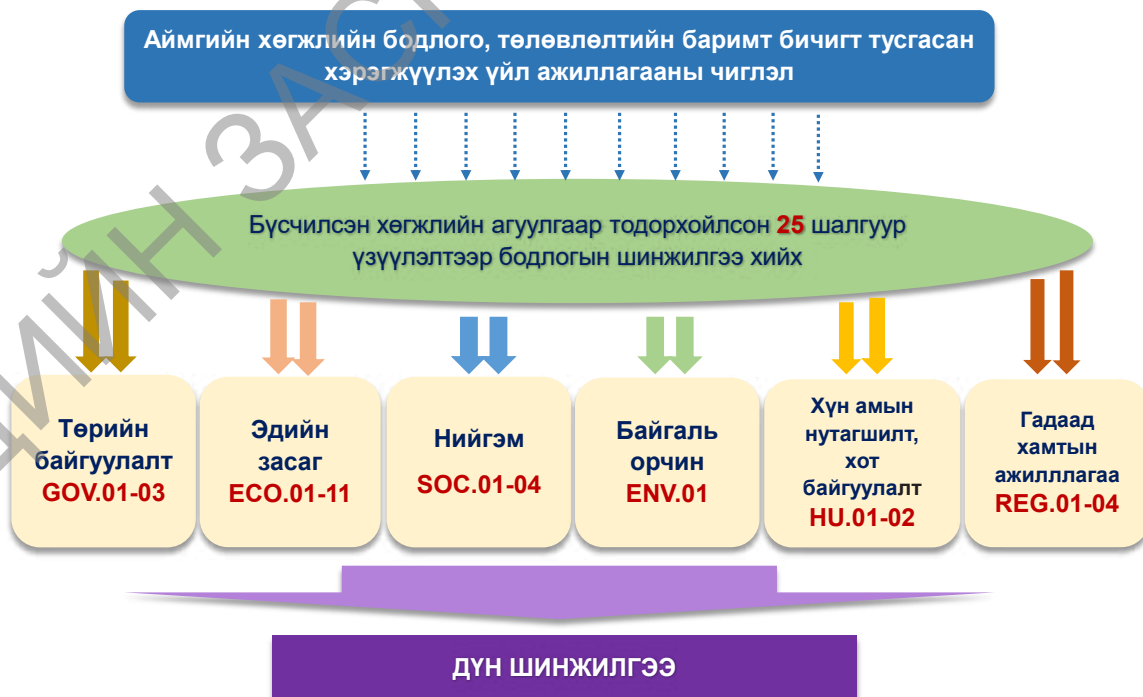 Аймгийн хөгжлийн бодлого, төлөвлөлтийн баримт бичигт тусгасан
хэрэгжүүлэх үйл ажиллагааны чиглэл
Бүсчилсэн хөгжлийн агуулгаар тодорхойлсон 25 шалгуур
үзүүлэлтээр бодлогын шинжилгээ хийх
Төрийн
байгуулалт
GOV.01-03
Эдийн
засаг
ECO.01-11
Нийгэм
SOC.01-04
Байгаль
орчин
ENV.01
Хүн амын
нутагшилт,
хот
байгуулалт
HU.01-02
Гадаад
хамтын
ажилллагаа
REG.01-04
ДҮН ШИНЖИЛГЭЭ